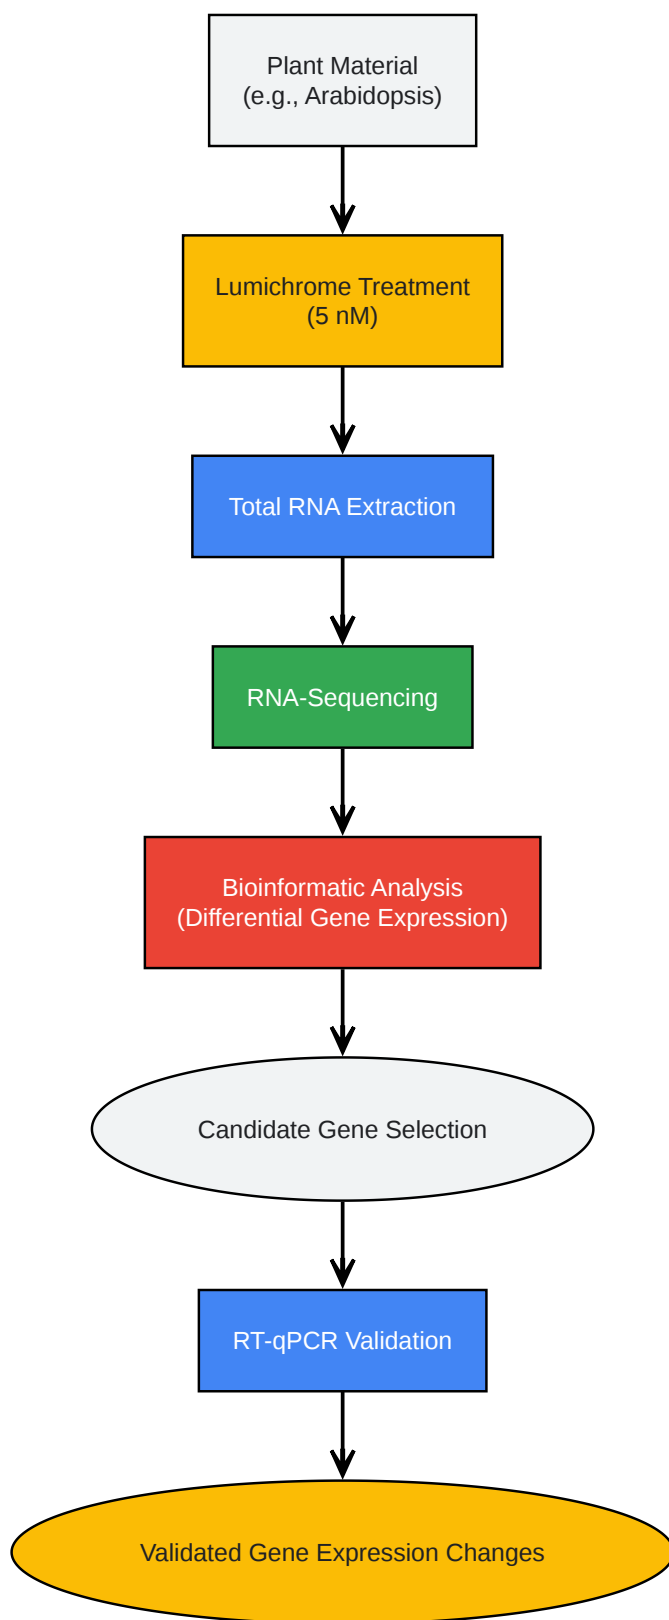 Plant Material
(e.g., Arabidopsis)
Lumichrome Treatment
(5 nM)
Total RNA Extraction
RNA-Sequencing
Bioinformatic Analysis
(Differential Gene Expression)
Candidate Gene Selection
RT-qPCR Validation
Validated Gene Expression Changes